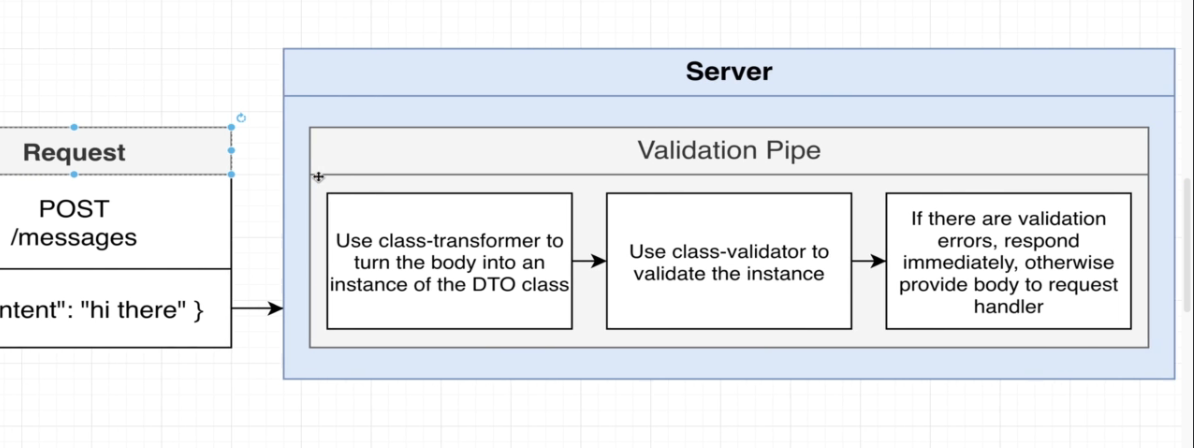 Server
Request
Validation Pipe
POST
/messages
ntent": "hi there" }
Use class-transformer to
turn the body into an
instance of the DTO class
Use class-validator to
validate the instance
If there are validation
errors, respond
immediately, otherwise
provide body to request
handler